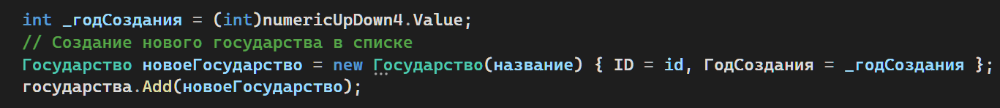 int _годСоздания = (int)numericUpDown4.Value;
// Создание нового государства в списке
Государство новоеГосударство = new Государство(название) { ID = id, ГодСоздания = _годСоздания };
государства.Add(новоеГосударство);